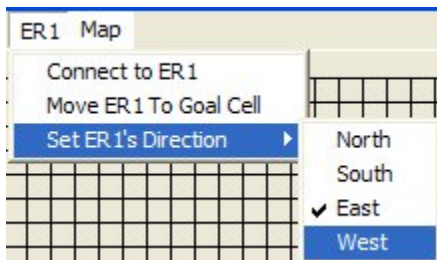 ER1 Map
Connect to ER1
Move ER1 To Goal Cell
Set ER1's Direction
North
South
East
West